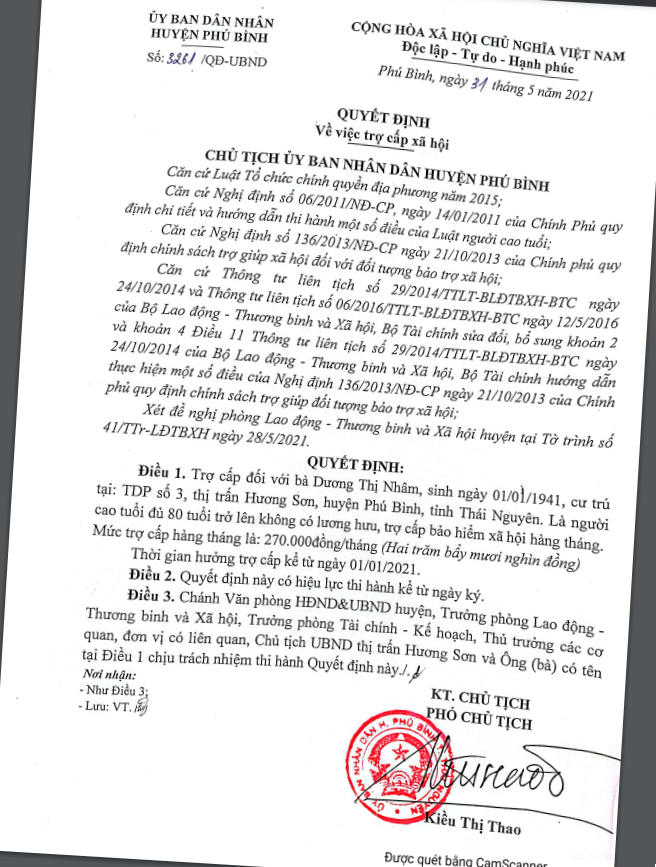 ỦY BAN DÂN NHÂN
HUYỆN PHÚ BÌNH
Số: 3261 /QĐ-UBND
CỘNG HÒA XÃ HỘI CHỦ NGHĨA VIỆT NAM
Độc lập - Tự do - Hạnh phúc
Phú Bình, ngày 31 tháng 5 năm 2021
QUYẾT ĐỊNH
Về việc trợ cấp xã hội
CHỦ TỊCH ỦY BAN NHÂN DÂN HUYỆN PHÚ BÌNH
Căn cứ Luật Tổ chức chính quyền địa phương năm 2015;
Căn cứ Nghị định số 06/2011/NĐ-CP, ngày 14/01/2011 của Chính Phủ quy
định chi tiết và hướng dẫn thi hành một số điều của Luật người cao tuổi;
Căn cứ Nghị định số 136/2013/NĐ-CP ngày 21/10/2013 của Chính phủ quy
định chính sách trợ giúp xã hội đối với đối tượng bảo trợ xã hội;
Căn cứ Thông tư liên tịch số 29/2014/TTLT-BLĐTBXH-BTC ngày
24/10/2014 và Thông tư liên tịch số 06/2016/TTLT-BLĐTBXH-BTC ngày 12/5/2016
của Bộ Lao động - Thương binh và Xã hội, Bộ Tài chính sửa đổi, bổ sung khoản 2
và khoản 4 Điều 11 Thông tư liên tịch số 29/2014/TTLT-BLĐTBXH-BTC ngày
24/10/2014 của Bộ Lao động - Thương binh và Xã hội, Bộ Tài chính hướng dẫn
thực hiện một số điều của Nghị định 136/2013/NĐ-CP ngày 21/10/2013 của Chính
phủ quy định chính sách trợ giúp đối tượng bảo trợ xã hội;
Xét đề nghị phòng Lao động - Thương binh và Xã hội huyện tại Tờ trình số
41/TTr-LĐTBXH ngày 28/5/2021.
QUYẾT ĐỊNH:
Điều 1. Trợ cấp đối với bà Dương Thị Nhâm, sinh ngày 01/01/1941, cư trú
tại: TDP số 3, thị trấn Hương Sơn, huyện Phú Bình, tỉnh Thái Nguyên. Là người
cao tuổi đủ 80 tuổi trở lên không có lương hưu, trợ cấp bảo hiểm xã hội hàng tháng.
Mức trợ cấp hàng tháng là: 270.000đồng/tháng (Hai trăm bẩy mươi nghìn đồng)
Thời gian hưởng trợ cấp kể từ ngày 01/01/2021.
Điều 2. Quyết định này có hiệu lực thi hành kể từ ngày ký.
Điều 3. Chánh Văn phòng HĐND&UBND huyện, Trưởng phòng Lao động -
Thương binh và Xã hội, Trưởng phòng Tài chính - Kế hoạch, Thủ trưởng các cơ
quan, đơn vị có liên quan, Chủ tịch UBND thị trấn Hương Sơn và Ông (bà) có tên
tại Điều 1 chịu trách nhiệm thi hành Quyết định này./.
Nơi nhận:
- Như Điều 3;
- Lưu: VT.
KT. CHỦ TỊCH
PHÓ CHỦ TỊCH
ỦY BAN NHÂN DÂN H. PHÚ BÌNH T. THÁI NGUYÊN
Kiều Thị Thao
Được quét bằng CamScanner